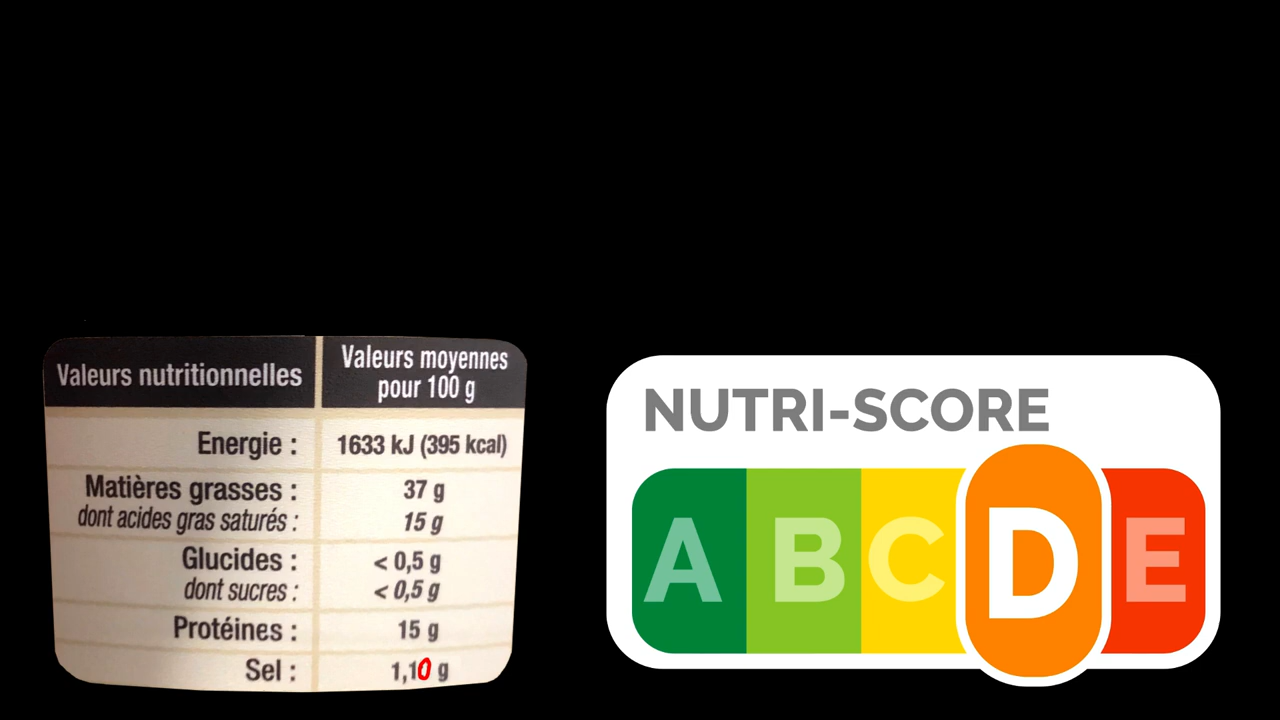 Valeurs nutritionnelles
Valeurs moyennes
pour 100 g
Energie : 1633 kJ (395 kcal)
Matières grasses : 37 g
dont acides gras saturés : 15 g
Glucides : < 0,5 g
dont sucres : < 0,5 g
Protéines : 15 g
Sel : 1,10 g
NUTRI-SCORE
A B C D E